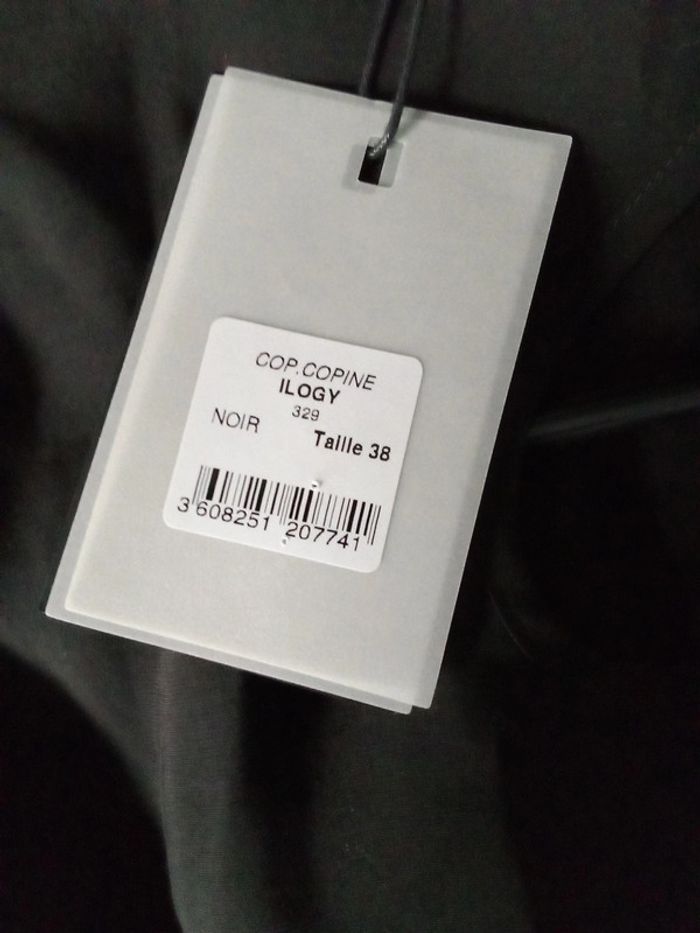 COP.COPINE
ILOGY
329
NOIR
Taille 38
3 608251 207741